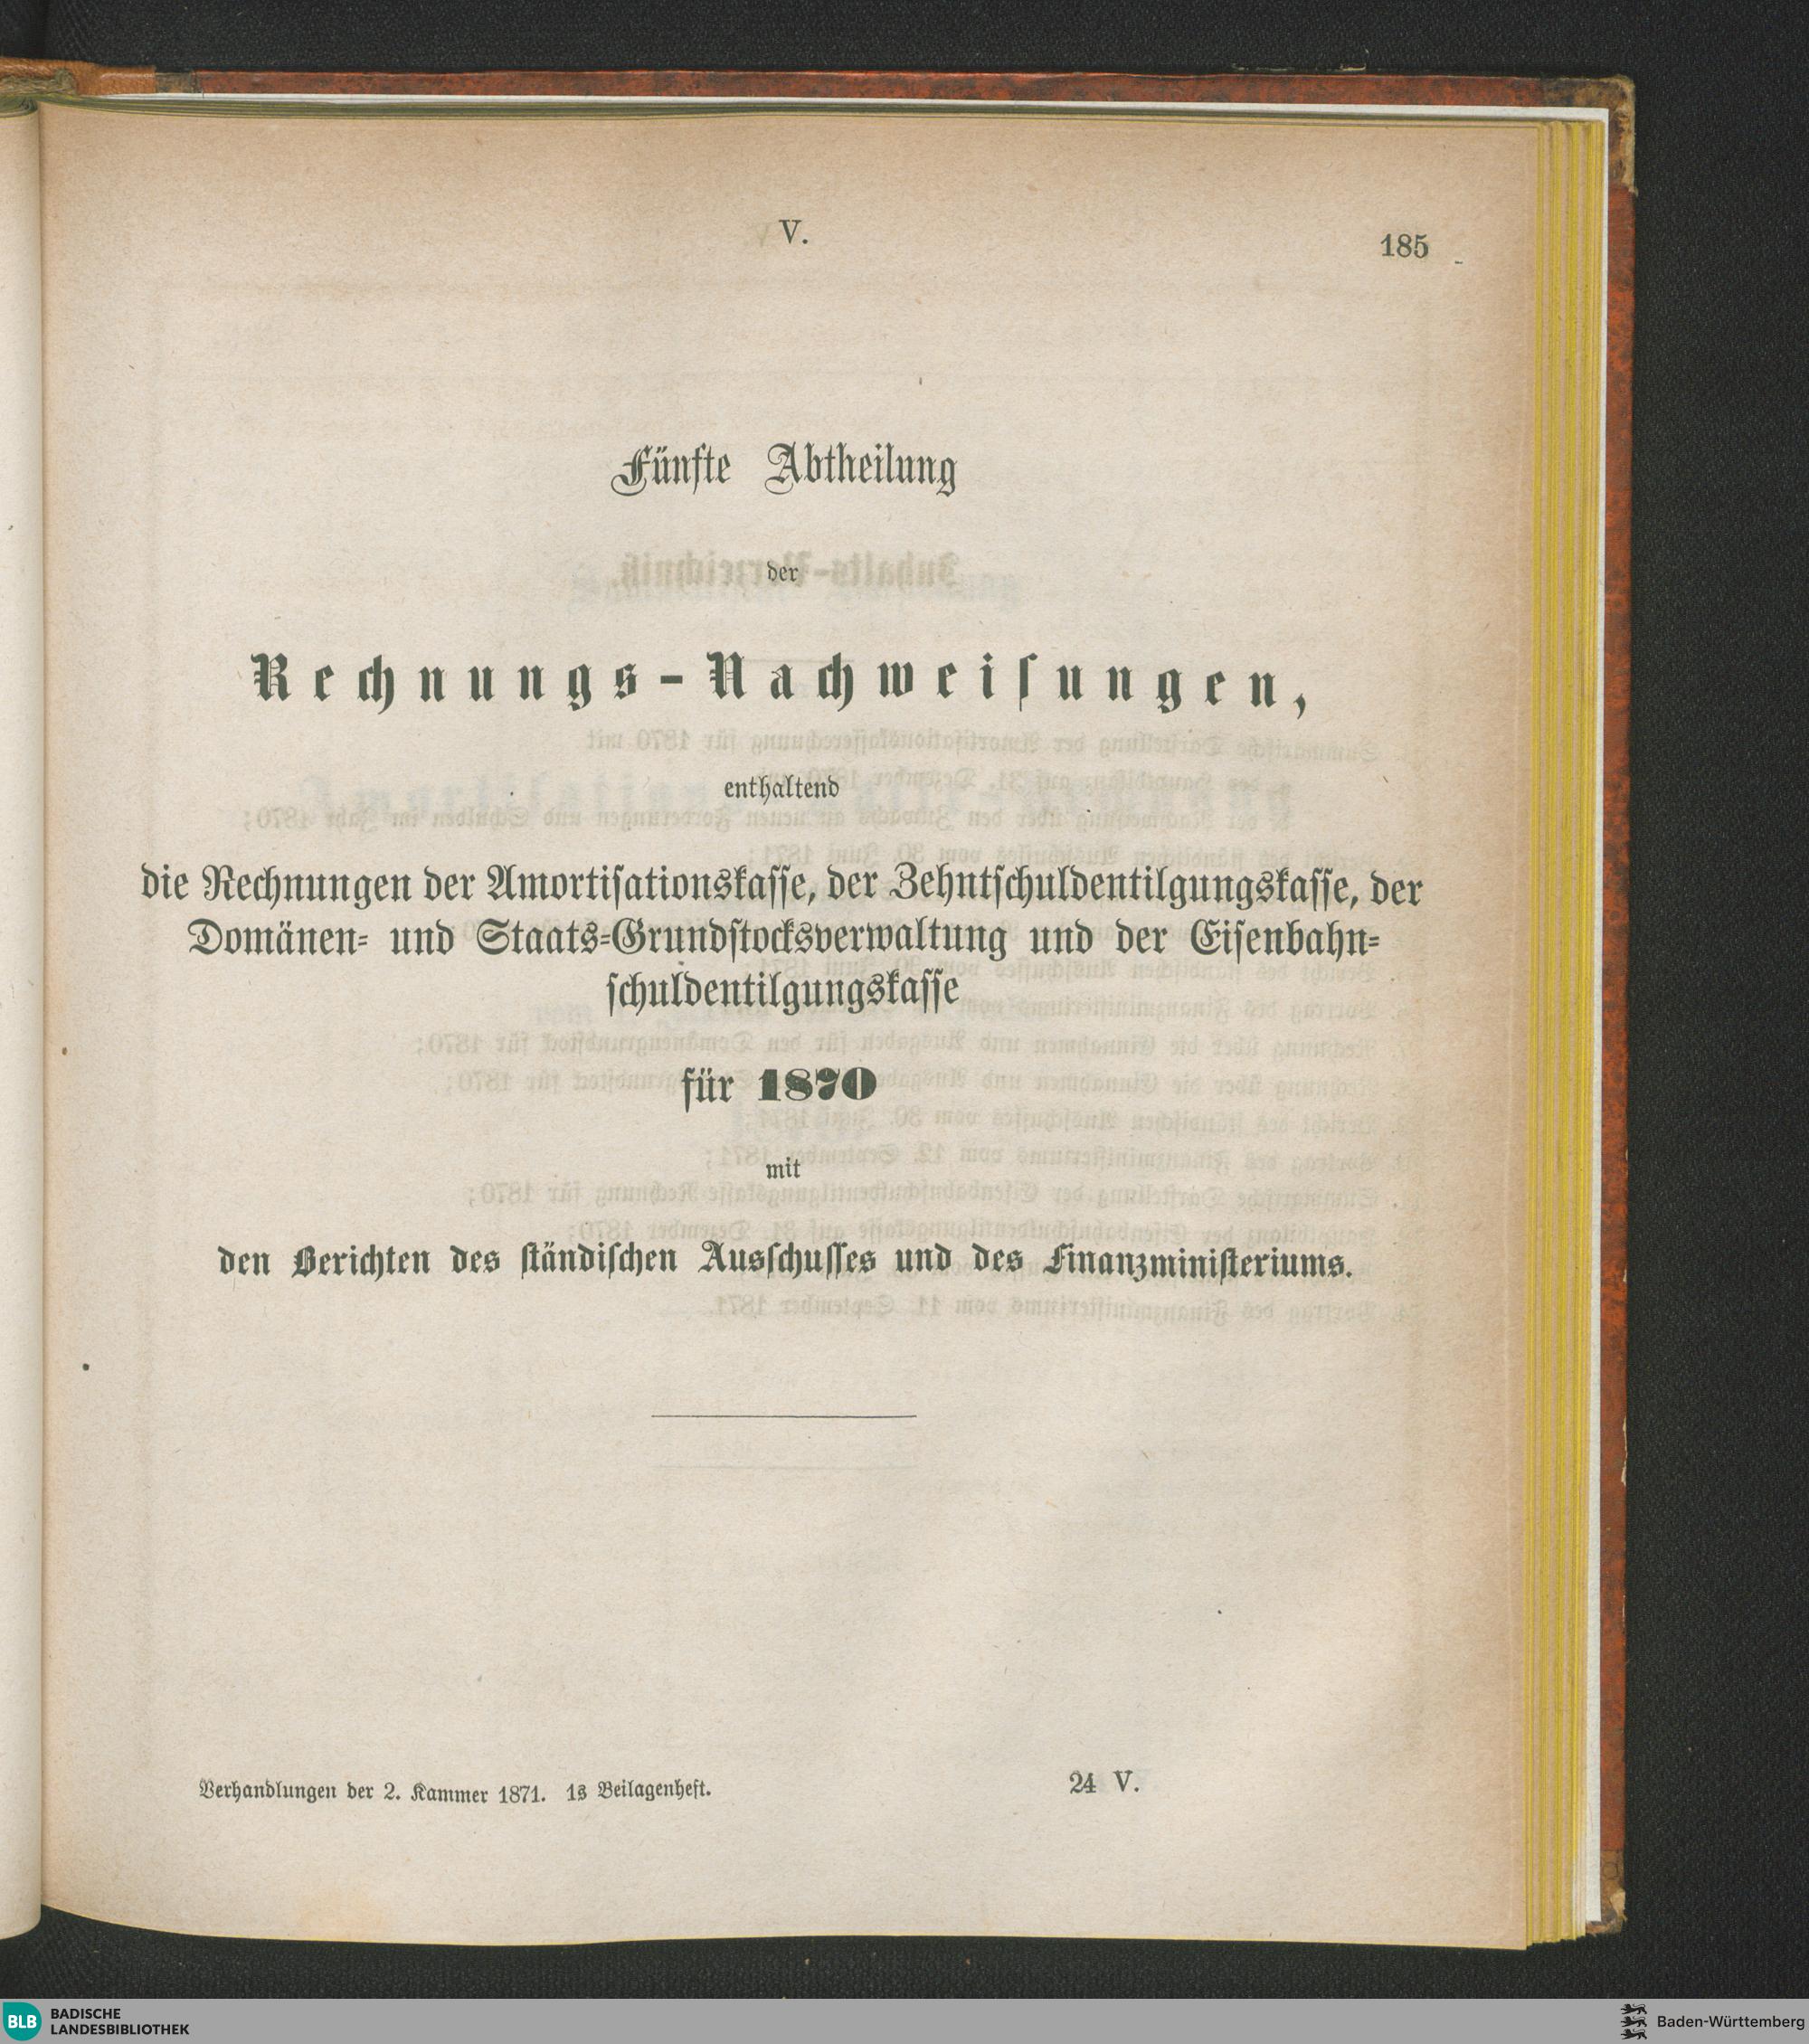 V.
185
Fünfte Abtheilung
der
Rechnungs-Nachweisungen,
enthaltend
die Rechnungen der Amortisationskasse, der Zehntschuldentilgungskasse, der
Domänen- und Staats-Grundstocksverwaltung und der Eisenbahn-
schuldentilgungskasse
für 1870
mit
den Berichten des ständischen Ausschusses und des Finanzministeriums.
Verhandlungen der 2. Kammer 1871. 1s Beilagenheft.
24 V.
BLB BADISCHE
LANDESBIBLIOTHEK
Baden-Württemberg